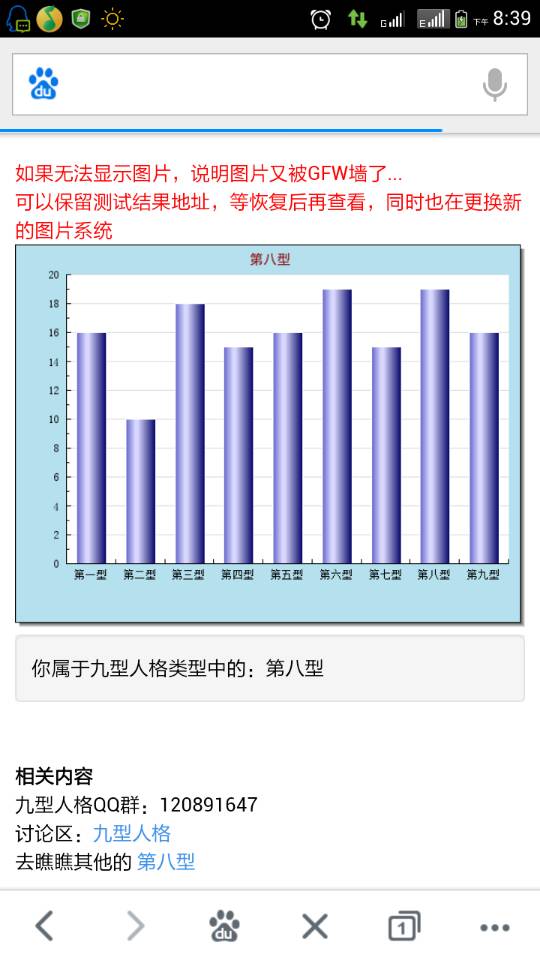 G E 下午 8:39
du
如果无法显示图片，说明图片又被GFW墙了...
可以保留测试结果地址，等恢复后再查看，同时也在更换新
的图片系统
第八型
20
18
16
14
12
10
8
6
4
2
0
第一型 第二型 第三型 第四型 第五型 第六型 第七型 第八型 第九型
你属于九型人格类型中的：第八型
相关内容
九型人格QQ群：120891647
讨论区：九型人格
去瞧瞧其他的 第八型
du 1